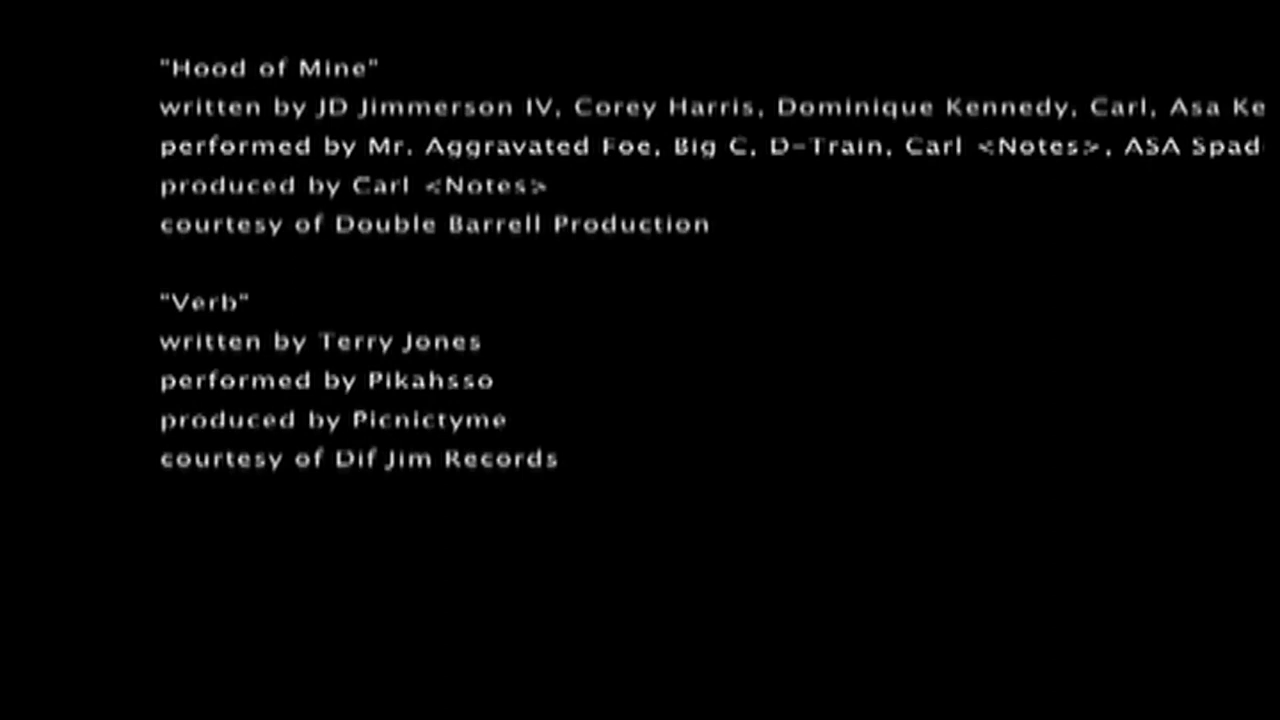 "Hood of Mine"
written by JD Jimmerson IV, Corey Harris, Dominique Kennedy, Carl, Asa Ke
performed by Mr. Aggravated Foe, Big C, D-Train, Carl <Notes>, ASA Spad
produced by Carl <Notes>
courtesy of Double Barrell Production
"Verb"
written by Terry Jones
performed by Pikahsso
produced by Picnictyme
courtesy of Dif Jim Records